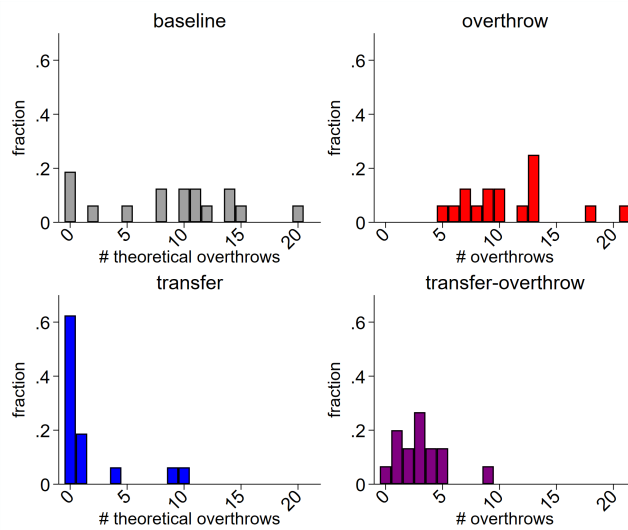 baseline
fraction
.6
.4
.2
0
0 5 10 15 20
# theoretical overthrows
overthrow
fraction
.6
.4
.2
0
0 5 10 15 20
# overthrows
transfer
fraction
.6
.4
.2
0
0 5 10 15 20
# theoretical overthrows
transfer-overthrow
fraction
.6
.4
.2
0
0 5 10 15 20
# overthrows